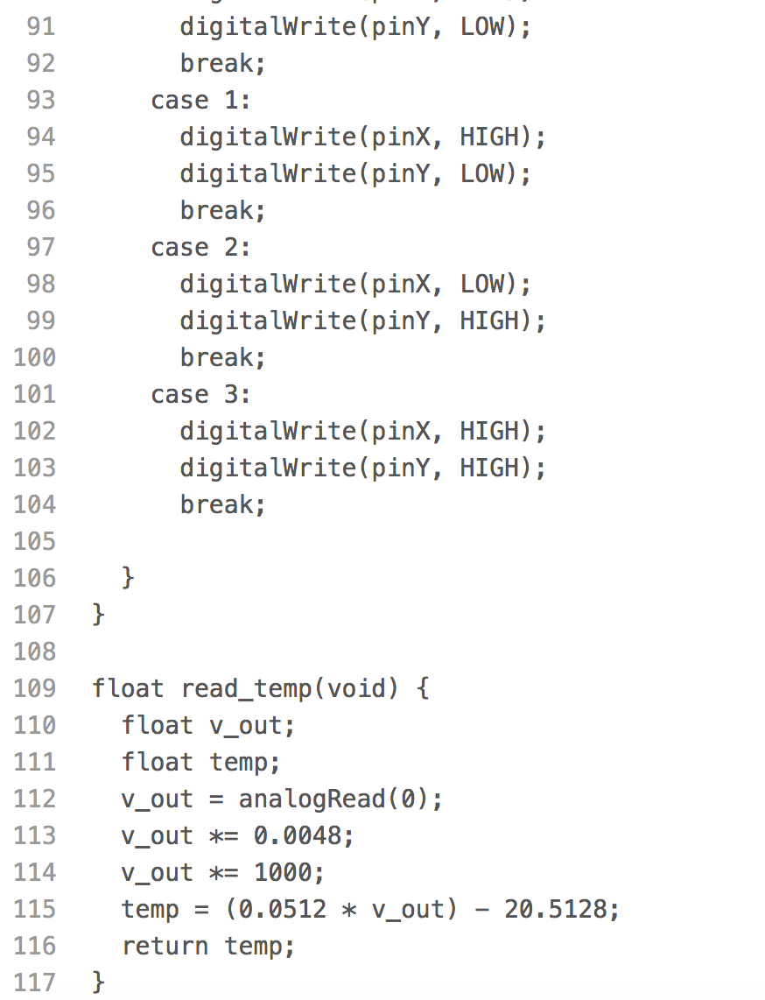 91 digitalWrite(pinY, LOW);
92 break;
93 case 1:
94 digitalWrite(pinX, HIGH);
95 digitalWrite(pinY, LOW);
96 break;
97 case 2:
98 digitalWrite(pinX, LOW);
99 digitalWrite(pinY, HIGH);
100 break;
101 case 3:
102 digitalWrite(pinX, HIGH);
103 digitalWrite(pinY, HIGH);
104 break;
105
106 }
107 }
108
109 float read_temp(void) {
110 float v_out;
111 float temp;
112 v_out = analogRead(0);
113 v_out *= 0.0048;
114 v_out *= 1000;
115 temp = (0.0512 * v_out) - 20.5128;
116 return temp;
117 }